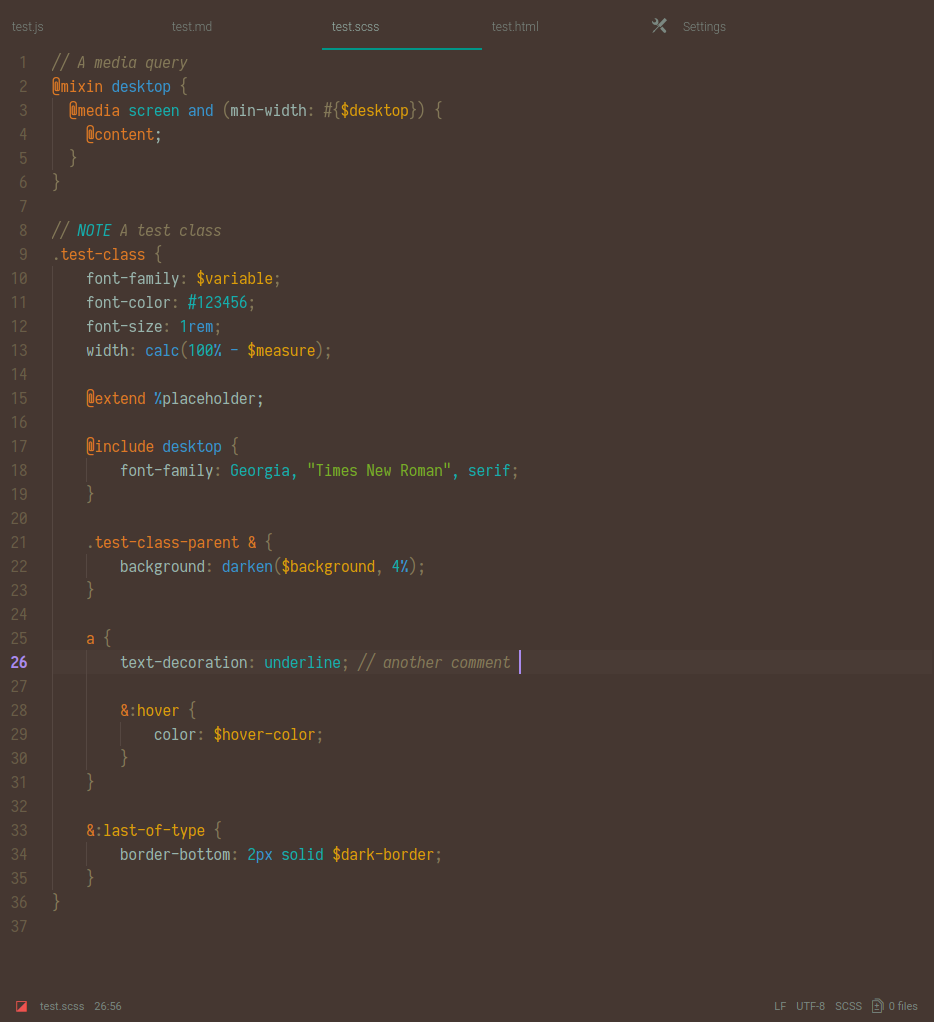 test.js test.md test.scss test.html Settings
1 // A media query
2 @mixin desktop {
3   @media screen and (min-width: #{$desktop}) {
4     @content;
5   }
6 }
7
8 // NOTE A test class
9 .test-class {
10     font-family: $variable;
11     font-color: #123456;
12     font-size: 1rem;
13     width: calc(100% - $measure);
14
15     @extend %placeholder;
16
17     @include desktop {
18         font-family: Georgia, "Times New Roman", serif;
19     }
20
21     .test-class-parent & {
22         background: darken($background, 4%);
23     }
24
25     a {
26         text-decoration: underline; // another comment
27
28         &:hover {
29             color: $hover-color;
30         }
31     }
32
33     &:last-of-type {
34         border-bottom: 2px solid $dark-border;
35     }
36 }
37
test.scss 26:56 LF UTF-8 SCSS 0 files